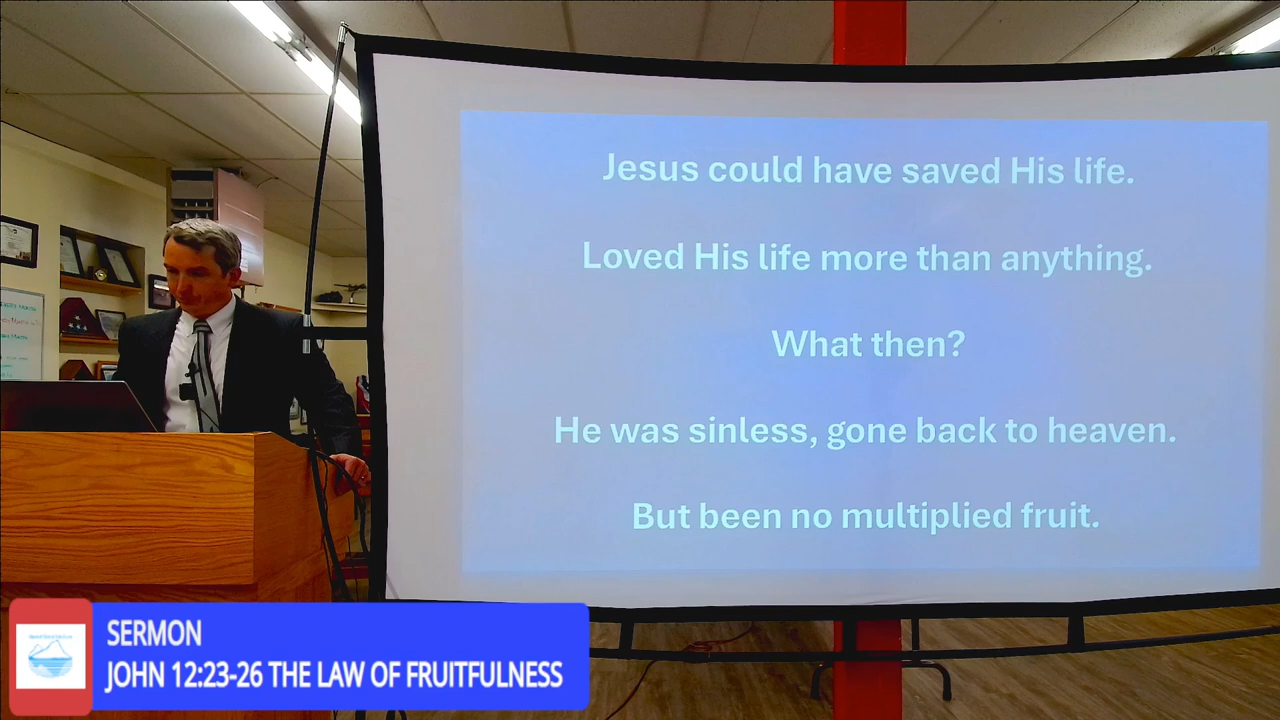 Jesus could have saved His life.
Loved His life more than anything.
What then?
He was sinless, gone back to heaven.
But been no multiplied fruit.
SERMON
JOHN 12:23-26 THE LAW OF FRUITFULNESS